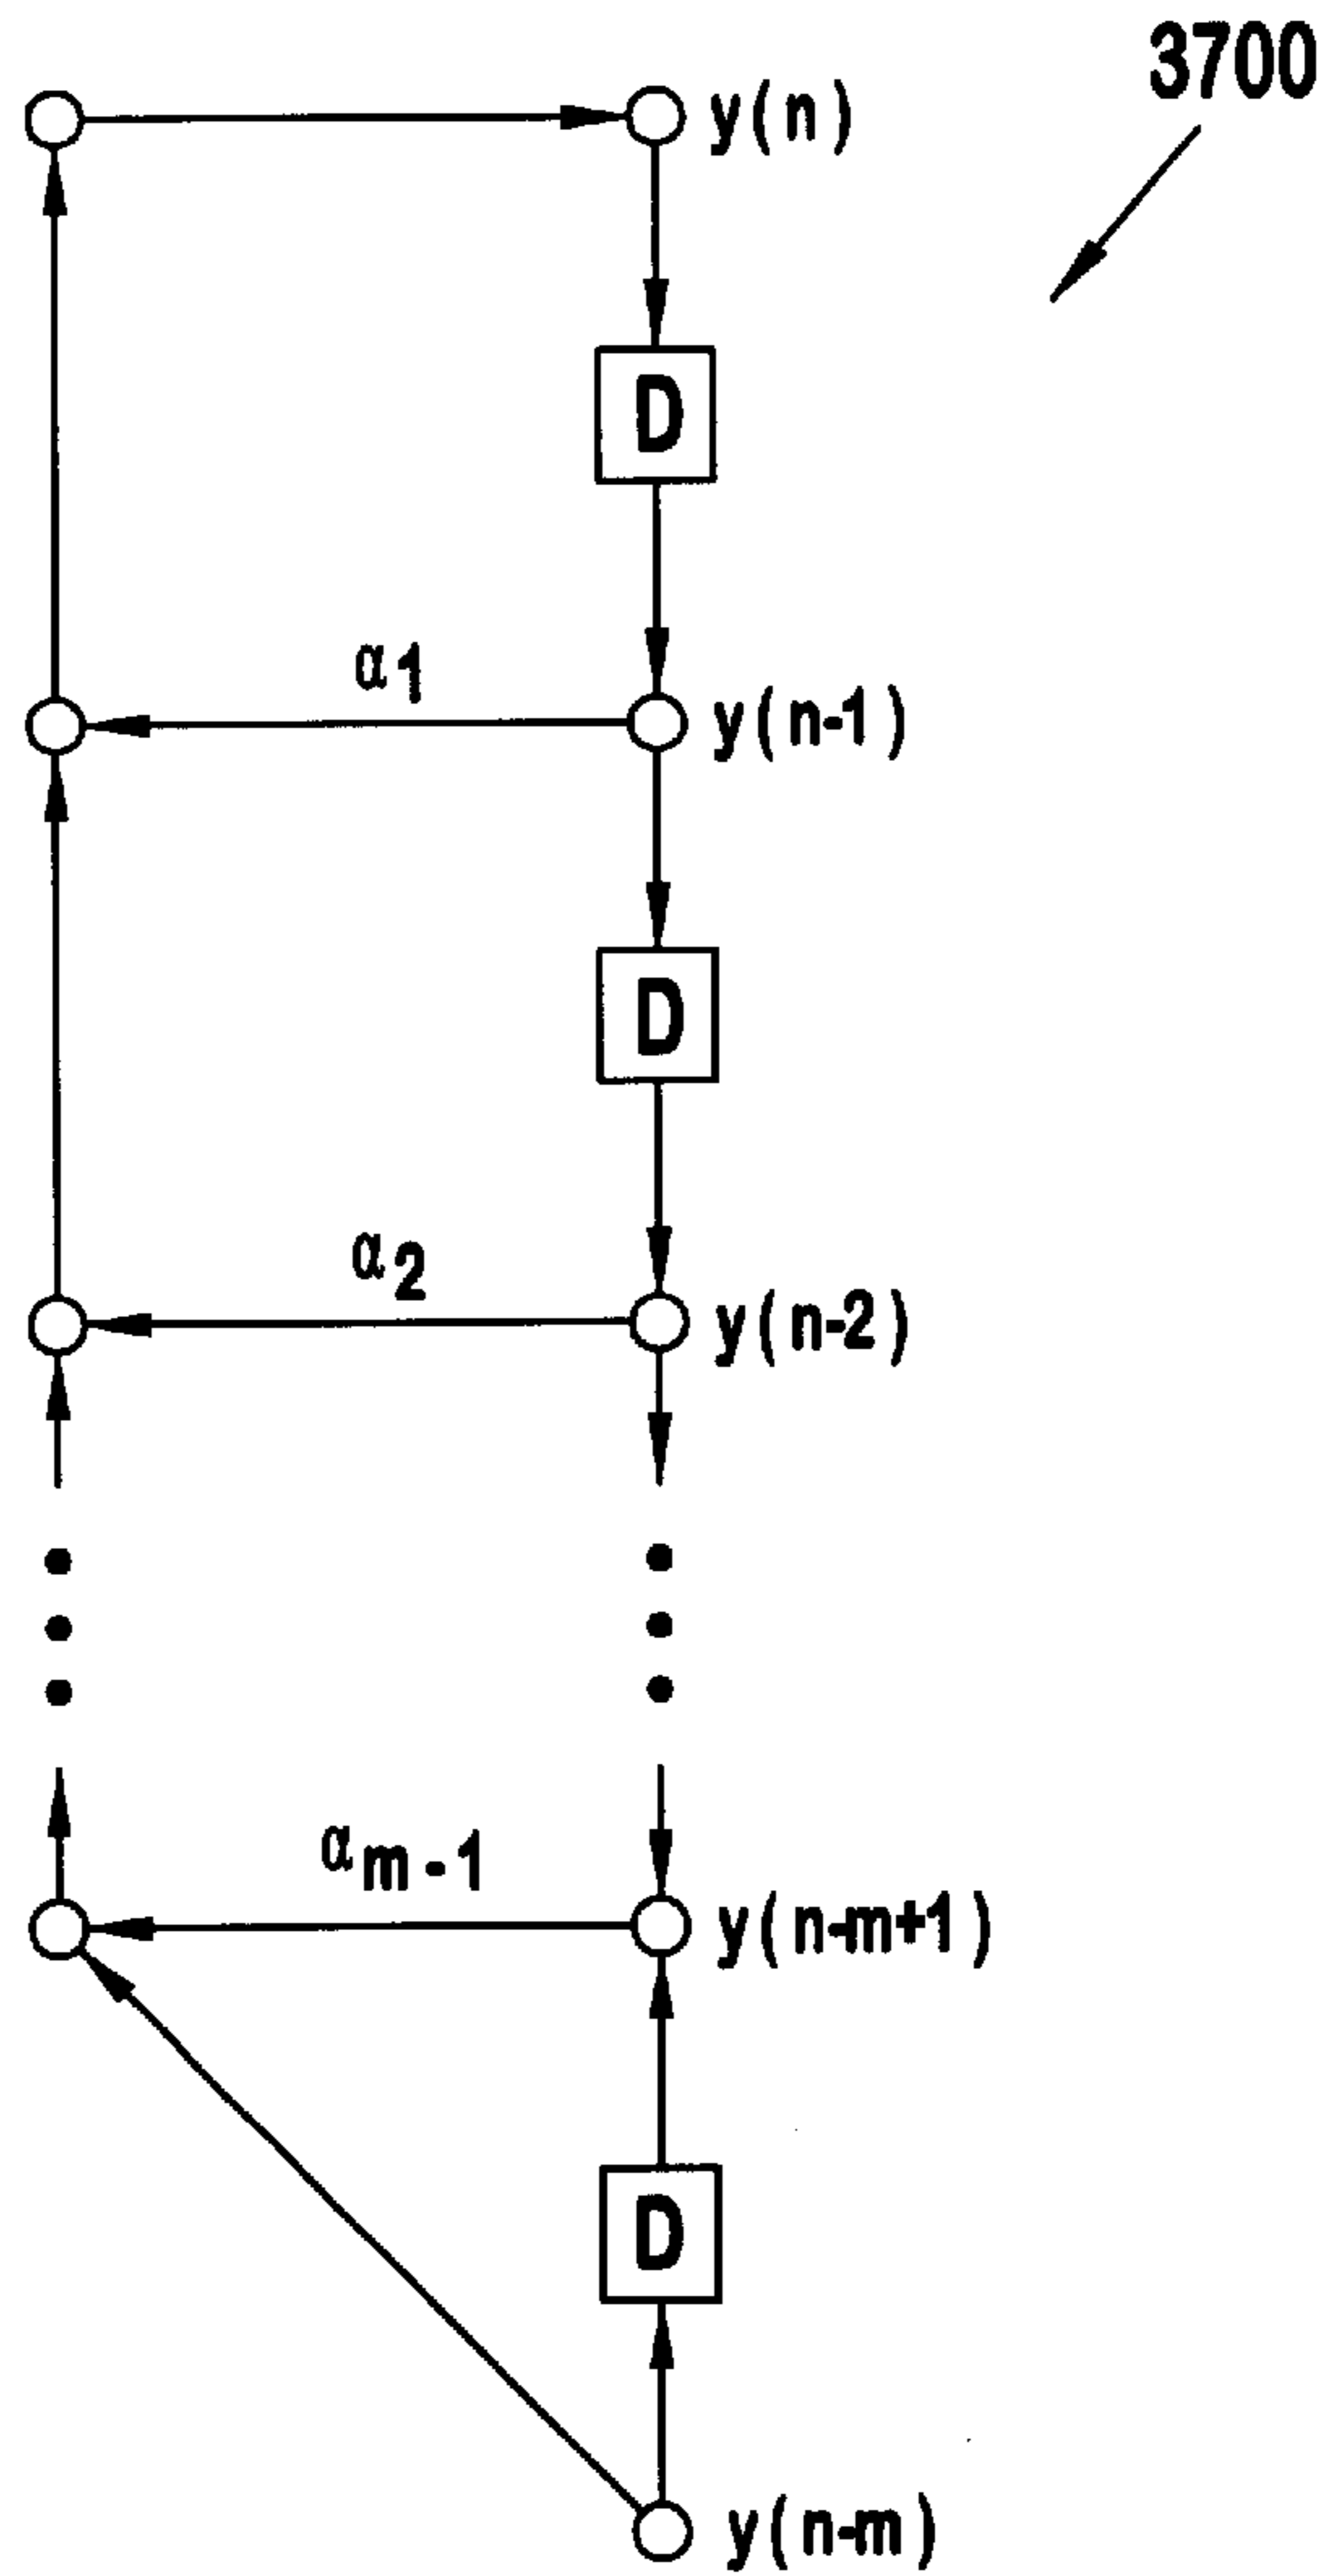 3700
y(n)
D
α1
y(n-1)
D
α2
y(n-2)
αm-1
y(n-m+1)
D
y(n-m)